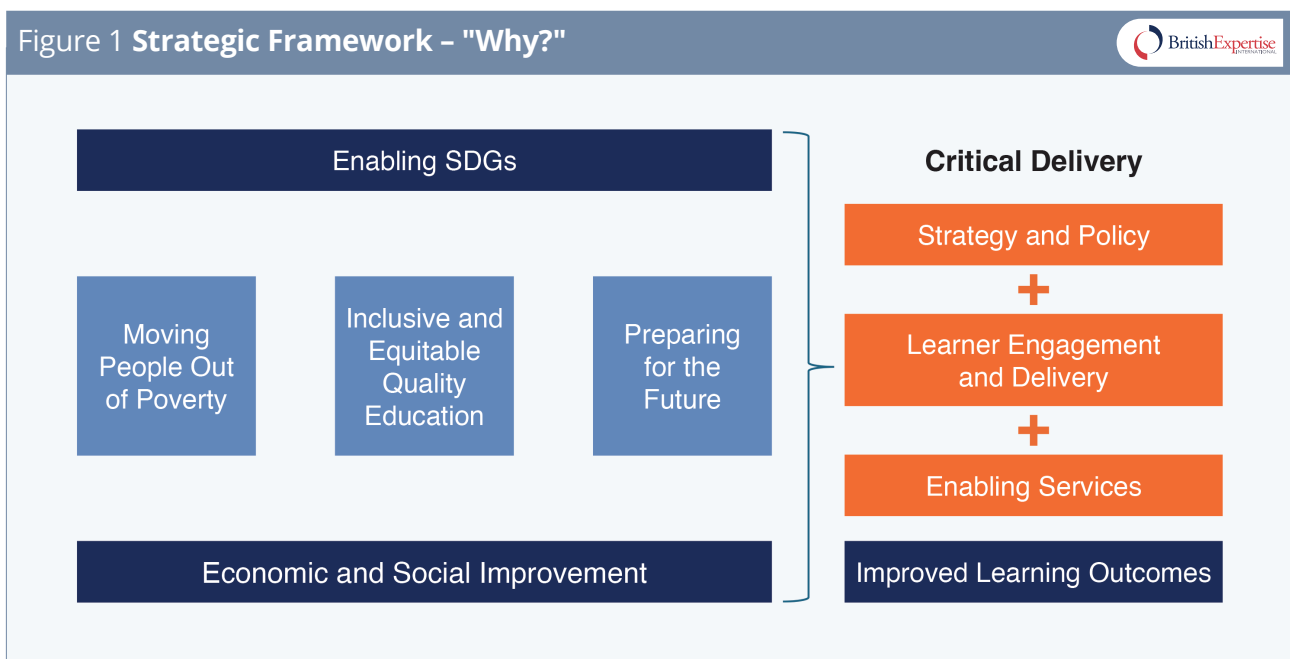 Figure 1 Strategic Framework – "Why?"
BritishExpertise
INTERNATIONAL
Enabling SDGs
Moving
People Out
of Poverty
Inclusive and
Equitable
Quality
Education
Preparing
for the
Future
Economic and Social Improvement
Critical Delivery
Strategy and Policy
+
Learner Engagement
and Delivery
+
Enabling Services
Improved Learning Outcomes